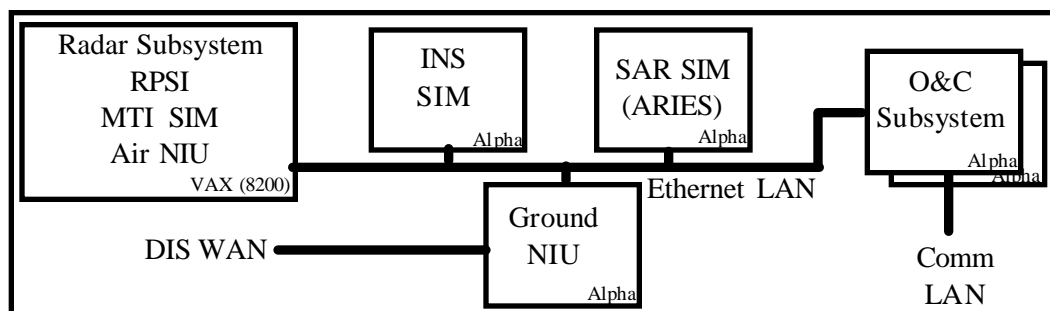 Radar Subsystem
RPSI
MTI SIM
Air NIU
VAX (8200)
INS
SIM
Alpha
SAR SIM
(ARIES)
Alpha
O&C
Subsystem
Alpha
Alpha
Ethernet LAN
Ground
NIU
Alpha
DIS WAN
Comm
LAN